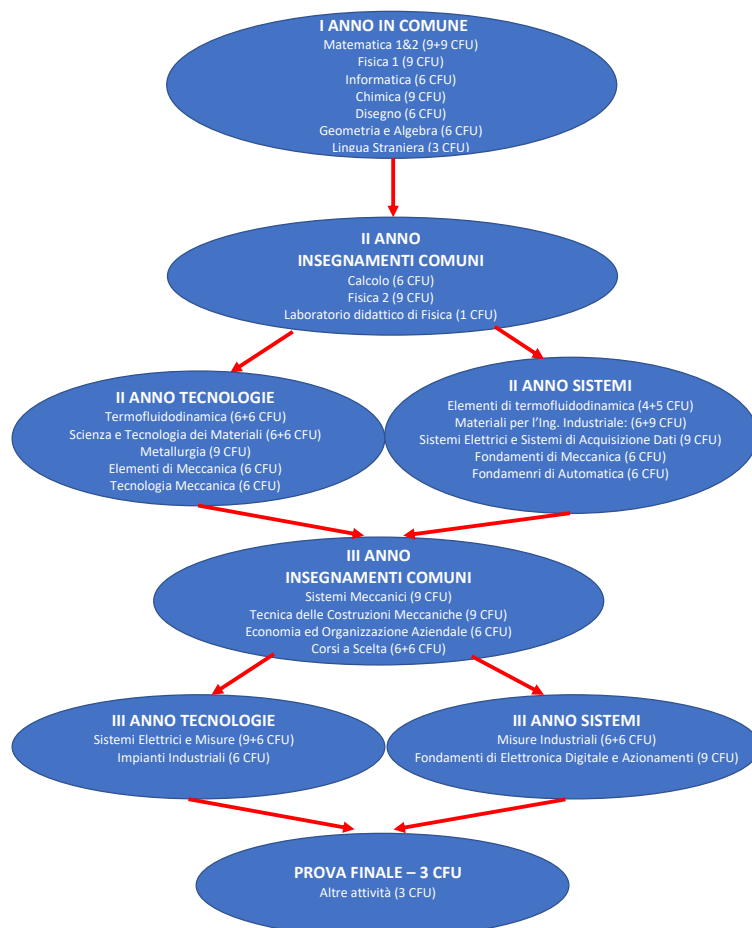 I ANNO IN COMUNE
Matematica 1&2 (9+9 CFU)
Fisica 1 (9 CFU)
Informatica (6 CFU)
Chimica (9 CFU)
Disegno (6 CFU)
Geometria e Algebra (6 CFU)
Lingua Straniera (3 CFU)
II ANNO
INSEGNAMENTI COMUNI
Calcolo (6 CFU)
Fisica 2 (9 CFU)
Laboratorio didattico di Fisica (1 CFU)
II ANNO TECNOLOGIE
Termofluidodinamica (6+6 CFU)
Scienza e Tecnologia dei Materiali (6+6 CFU)
Metallurgia (9 CFU)
Elementi di Meccanica (6 CFU)
Tecnologia Meccanica (6 CFU)
II ANNO SISTEMI
Elementi di termofluidodinamica (4+5 CFU)
Materiali per l'Ing. Industriale: (6+9 CFU)
Sistemi Elettrici e Sistemi di Acquisizione Dati (9 CFU)
Fondamenti di Meccanica (6 CFU)
Fondamenri di Automatica (6 CFU)
III ANNO
INSEGNAMENTI COMUNI
Sistemi Meccanici (9 CFU)
Tecnica delle Costruzioni Meccaniche (9 CFU)
Economia ed Organizzazione Aziendale (6 CFU)
Corsi a Scelta (6+6 CFU)
III ANNO TECNOLOGIE
Sistemi Elettrici e Misure (9+6 CFU)
Impianti Industriali (6 CFU)
III ANNO SISTEMI
Misure Industriali (6+6 CFU)
Fondamenti di Elettronica Digitale e Azionamenti (9 CFU)
PROVA FINALE – 3 CFU
Altre attività (3 CFU)